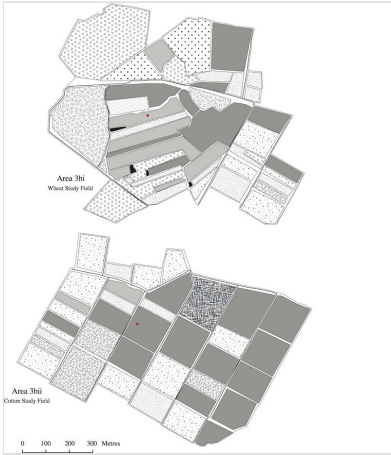 Area 3bi
Wheat Study Field
Area 3bii
Cotton Study Field
0 100 200 300 Metres